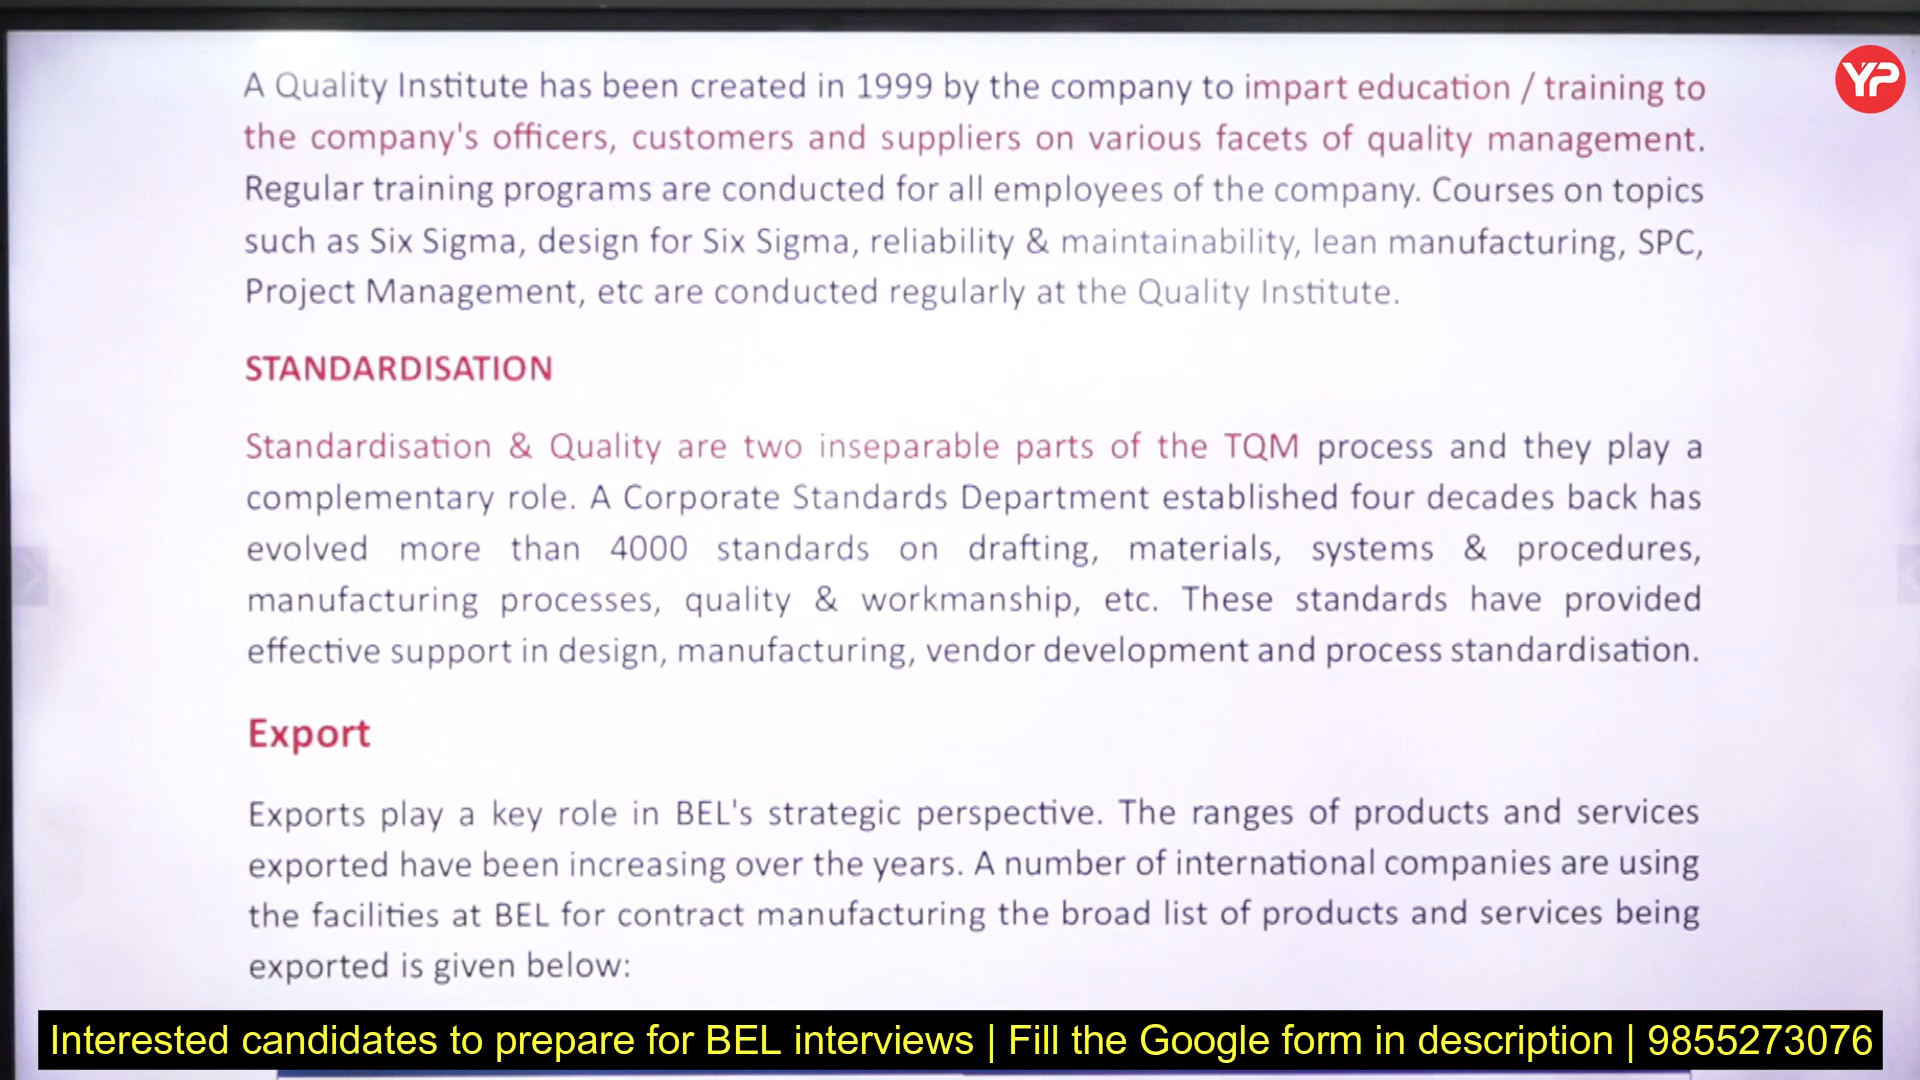 A Quality Institute has been created in 1999 by the company to impart education / training to
the company's officers, customers and suppliers on various facets of quality management.
Regular training programs are conducted for all employees of the company. Courses on topics
such as Six Sigma, design for Six Sigma, reliability & maintainability, lean manufacturing, SPC,
Project Management, etc are conducted regularly at the Quality Institute.
STANDARDISATION
Standardisation & Quality are two inseparable parts of the TQM process and they play a
complementary role. A Corporate Standards Department established four decades back has
evolved more than 4000 standards on drafting, materials, systems & procedures,
manufacturing processes, quality & workmanship, etc. These standards have provided
effective support in design, manufacturing, vendor development and process standardisation.
Export
Exports play a key role in BEL's strategic perspective. The ranges of products and services
exported have been increasing over the years. A number of international companies are using
the facilities at BEL for contract manufacturing the broad list of products and services being
exported is given below:
Interested candidates to prepare for BEL interviews | Fill the Google form in description | 9855273076
YP